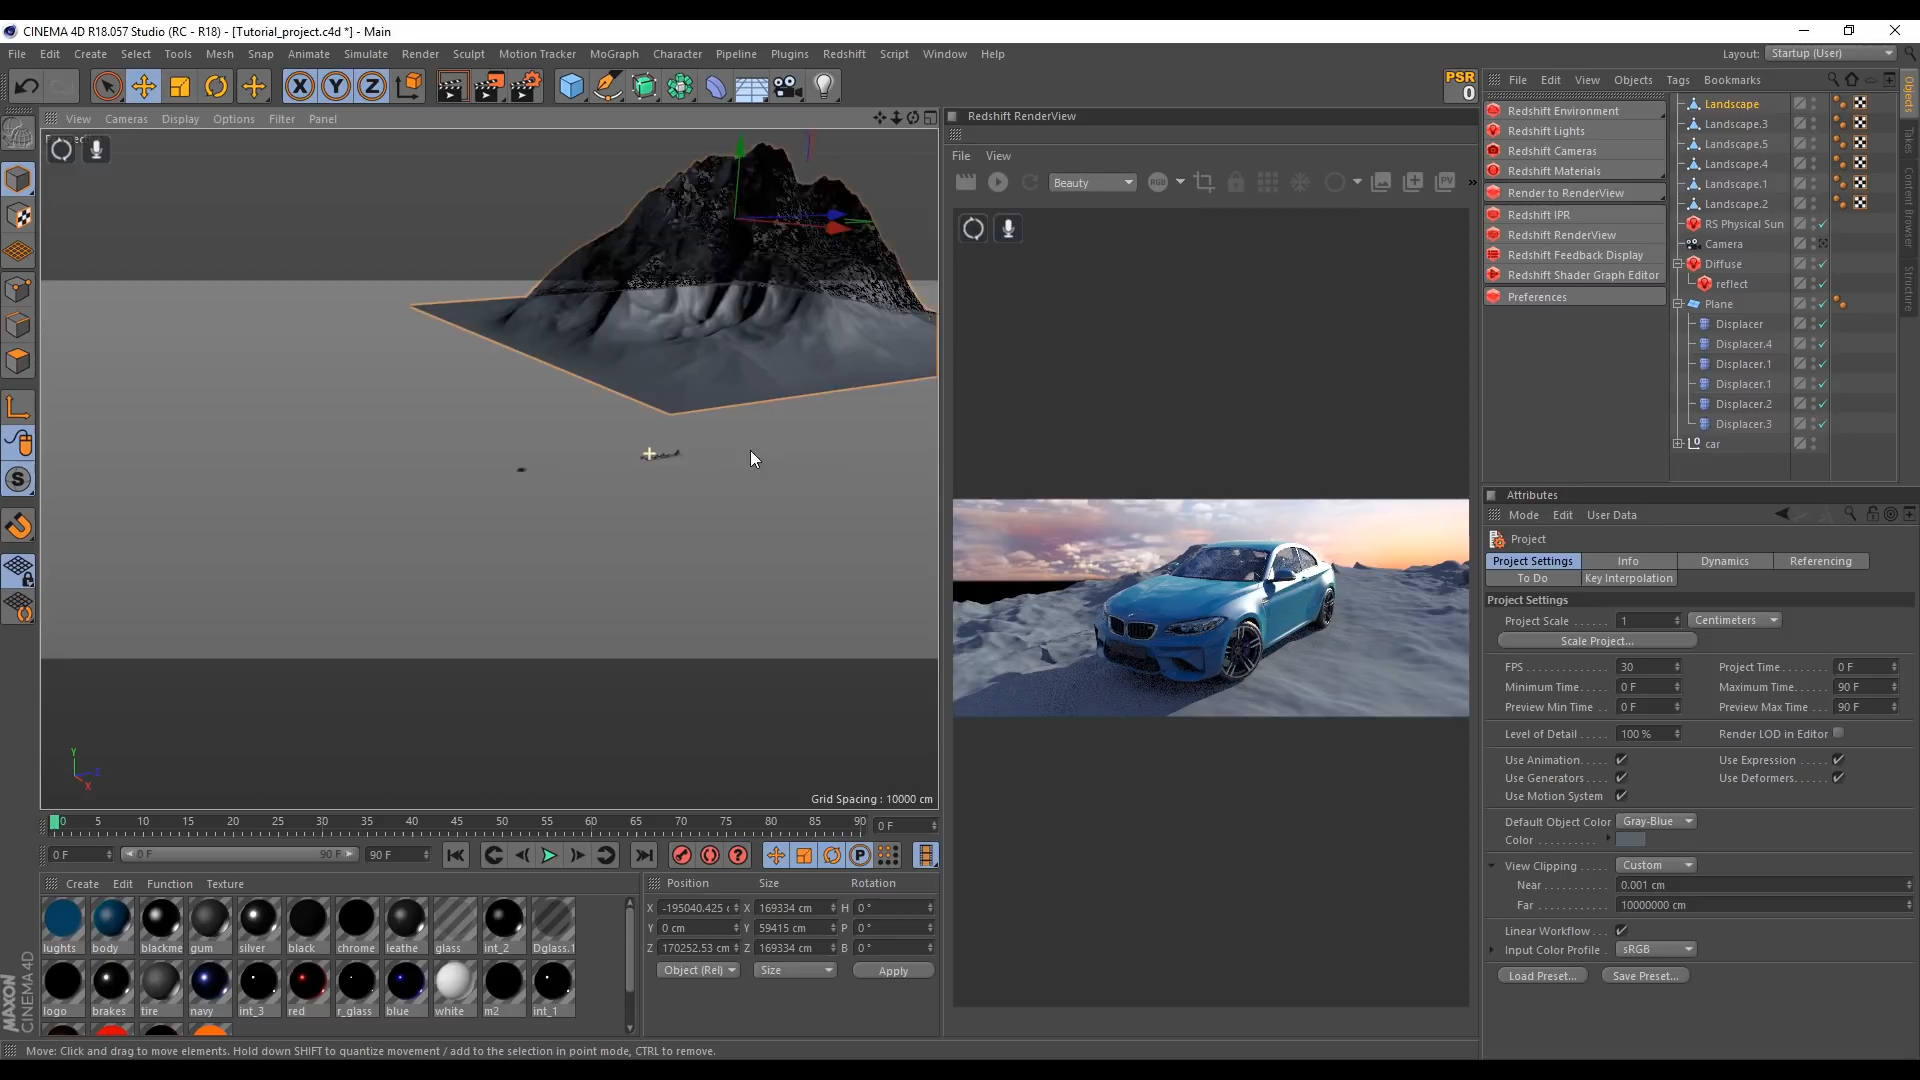 CINEMA 4D R18.057 Studio (RC - R18) - [Tutorial_project.c4d *] - Main
File Edit Create Select Tools Mesh Snap Animate Simulate Render Sculpt Motion Tracker MoGraph Character Pipeline Plugins Redshift Script Window Help
Layout: Startup (User)
X Y Z
PSR
0
File Edit View Objects Tags Bookmarks
View Cameras Display Options Filter Panel
Redshift RenderView
File View
Beauty
RGB
PV
»
Redshift Environment
Redshift Lights
Redshift Cameras
Redshift Materials
Render to RenderView
Redshift IPR
Redshift RenderView
Redshift Feedback Display
Redshift Shader Graph Editor
Preferences
Landscape
Landscape.3
Landscape.5
Landscape.4
Landscape.1
Landscape.2
RS Physical Sun
Camera
Diffuse
reflect
Plane
Displacer
Displacer.4
Displacer.1
Displacer.1
Displacer.2
Displacer.3
car
Objects
Takes
Content Browser
Structure
Y
Z
X
Grid Spacing : 10000 cm
Attributes
Mode Edit User Data
Project
Project Settings Info Dynamics Referencing
To Do Key Interpolation
Project Settings
Project Scale 1 Centimeters
Scale Project...
FPS 30 Project Time 0 F
Minimum Time 0 F Maximum Time 90 F
Preview Min Time 0 F Preview Max Time 90 F
Level of Detail 100 % Render LOD in Editor
Use Animation Use Expression
Use Generators Use Deformers
Use Motion System
Default Object Color Gray-Blue
Color
View Clipping Custom
Near 0.001 cm
Far 10000000 cm
Linear Workflow
Input Color Profile sRGB
Load Preset... Save Preset...
0 5 10 15 20 25 30 35 40 45 50 55 60 65 70 75 80 85 90 0 F
0 F 0 F 90 F 90 F
Create Edit Function Texture
lughts body blackme gum silver black chrome leathe glass int_2 Dglass.1
logo brakes tire navy int_3 red r_glass blue white m2 int_1
Position Size Rotation
X -195040.425 X 169334 cm H 0 °
Y 0 cm Y 59415 cm P 0 °
Z 170252.53 cm Z 169334 cm B 0 °
Object (Rel) Size Apply
MAXON
CINEMA 4D
Move: Click and drag to move elements. Hold down SHIFT to quantize movement / add to the selection in point mode, CTRL to remove.